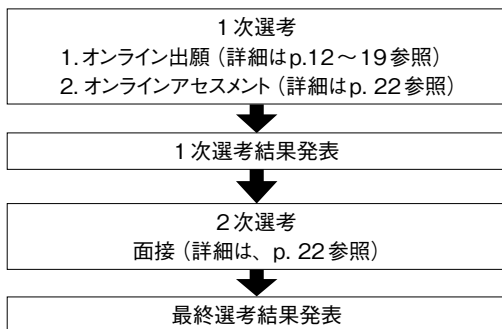 1次選考
1. オンライン出願（詳細はp.12～19参照）
2. オンラインアセスメント（詳細はp. 22参照）
1次選考結果発表
2次選考
面接（詳細は、p. 22参照）
最終選考結果発表